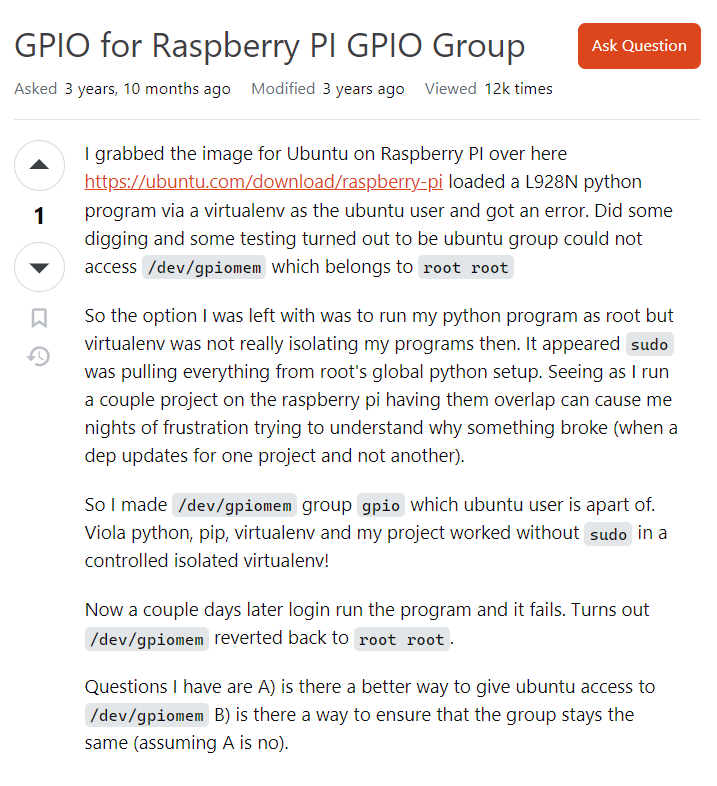 GPIO for Raspberry PI GPIO Group
Ask Question
Asked 3 years, 10 months ago Modified 3 years ago Viewed 12k times
I grabbed the image for Ubuntu on Raspberry PI over here
https://ubuntu.com/download/raspberry-pi loaded a L928N python
program via a virtualenv as the ubuntu user and got an error. Did some
1
digging and some testing turned out to be ubuntu group could not
access /dev/gpiomem which belongs to root root
So the option I was left with was to run my python program as root but
virtualenv was not really isolating my programs then. It appeared sudo
was pulling everything from root's global python setup. Seeing as I run
a couple project on the raspberry pi having them overlap can cause me
nights of frustration trying to understand why something broke (when a
dep updates for one project and not another).
So I made /dev/gpiomem group gpio which ubuntu user is apart of.
Viola python, pip, virtualenv and my project worked without sudo in a
controlled isolated virtualenv!
Now a couple days later login run the program and it fails. Turns out
/dev/gpiomem reverted back to root root.
Questions I have are A) is there a better way to give ubuntu access to
/dev/gpiomem B) is there a way to ensure that the group stays the
same (assuming A is no).